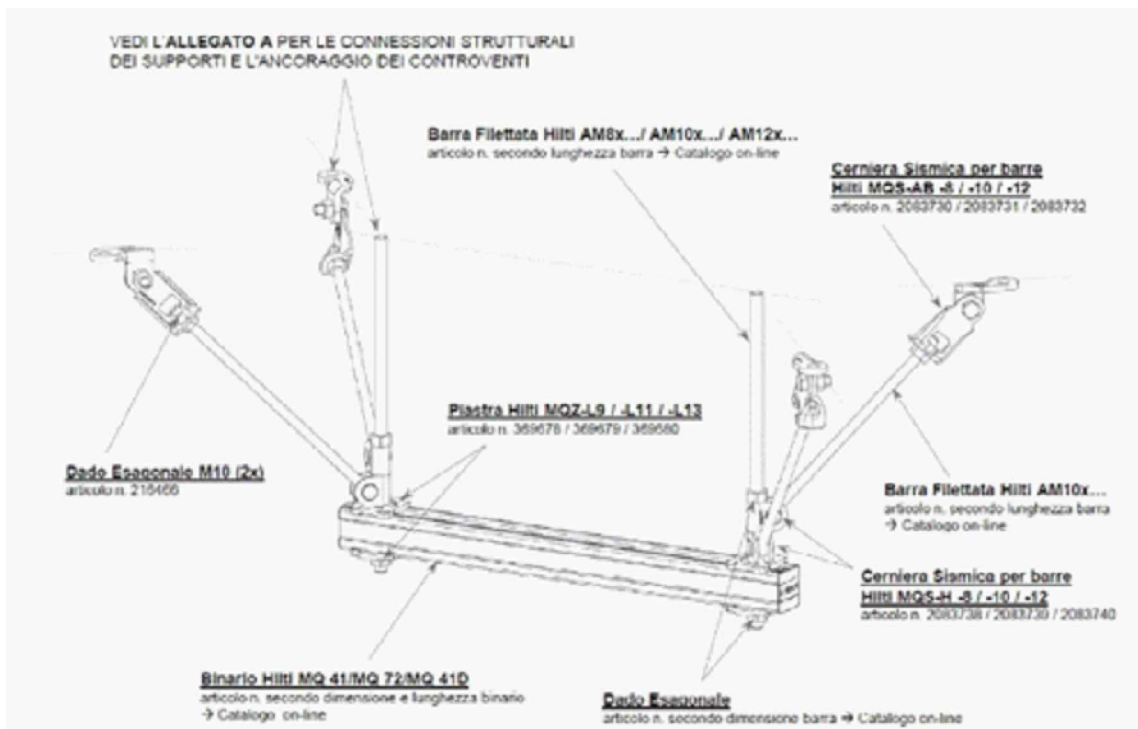 VEDI L'ALLEGATO A PER LE CONNESSIONI STRUTTURALI
DEI SUPPORTI E L'ANCORAGGIO DEI CONTROVENTI
Barra Filettata Hilti AM8x.../ AM10x.../ AM12x...
articolo n. secondo lunghezza barra → Catalogo on-line
Cerniera Sismica per barre
Hilti MQS-AB -8 / -10 / -12
articolo n. 2083730 / 2083731 / 2083732
Piastra Hilti MQZ-L9 / -L11 / -L13
articolo n. 369678 / 369679 / 369680
Dado Esagonale M10 (2x)
articolo n. 216466
Barra Filettata Hilti AM10x...
articolo n. secondo lunghezza barra
→ Catalogo on-line
Cerniera Sismica per barre
Hilti MQS-H -8 / -10 / -12
articolo n. 2083738 / 2083739 / 2083740
Binario Hilti MQ 41/MQ 72/MQ 41D
articolo n. secondo dimensione e lunghezza binario
→ Catalogo on-line
Dado Esagonale
articolo n. secondo dimensione barra → Catalogo on-line